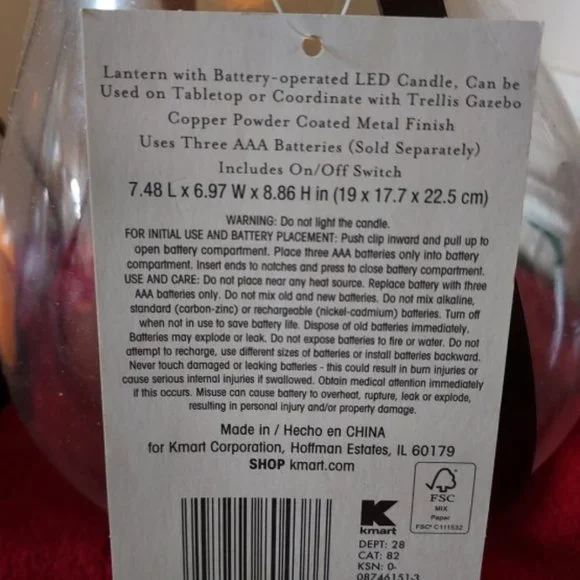 Lantern with Battery-operated LED Candle, Can be
Used on Tabletop or Coordinate with Trellis Gazebo
Copper Powder Coated Metal Finish
Uses Three AAA Batteries (Sold Separately)
Includes On/Off Switch
7.48 L x 6.97 W x 8.86 H in (19 x 17.7 x 22.5 cm)
WARNING: Do not light the candle.
FOR INITIAL USE AND BATTERY PLACEMENT: Push clip inward and pull up to
open battery compartment. Place three AAA batteries only into battery
compartment. Insert ends to notches and press to close battery compartment.
USE AND CARE: Do not place near any heat source. Replace battery with three
AAA batteries only. Do not mix old and new batteries. Do not mix alkaline,
standard (carbon-zinc) or rechargeable (nickel-cadmium) batteries. Turn off
when not in use to save battery life. Dispose of old batteries immediately.
Batteries may explode or leak. Do not expose batteries to fire or water. Do not
attempt to recharge, use different sizes of batteries or install batteries backward.
Never touch damaged or leaking batteries - this could result in burn injuries or
cause serious internal injuries if swallowed. Obtain medical attention immediately
if this occurs. Misuse can cause battery to overheat, rupture, leak or explode,
resulting in personal injury and/or property damage.
Made in / Hecho en CHINA
for Kmart Corporation, Hoffman Estates, IL 60179
SHOP kmart.com
K
kmart
FSC
MIX
Paper
FSC® C111532
DEPT: 28
CAT: 82
KSN: 0-
08746151-3